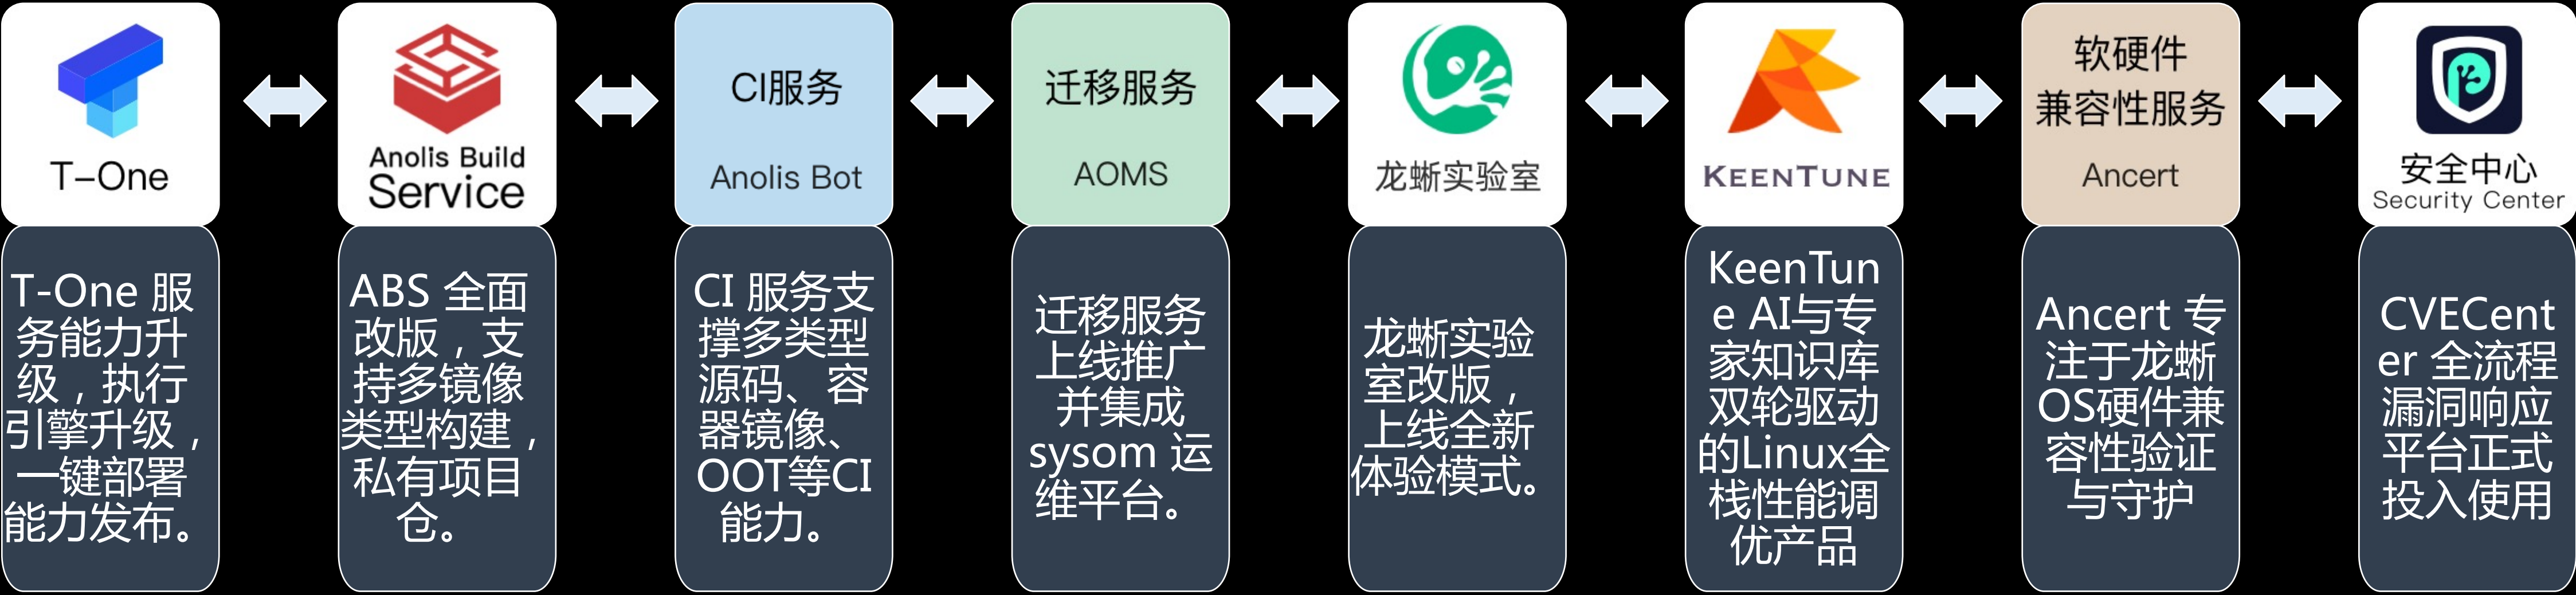 T-One
T-One 服
务能力升
级，执行
引擎升级，
一键部署
能力发布。
Anolis Build
Service
ABS 全面
改版，支
持多镜像
类型构建，
私有项目
仓。
CI服务
Anolis Bot
CI 服务支
撑多类型
源码、容
器镜像、
OOT等CI
能力。
迁移服务
AOMS
迁移服务
上线推广
并集成
sysom 运
维平台。
龙蜥实验室
龙蜥实验
室改版，
上线全新
体验模式。
KEENTUNE
KeenTun
e AI与专
家知识库
双轮驱动
的Linux全
栈性能调
优产品
软硬件
兼容性服务
Ancert
Ancert 专
注于龙蜥
OS硬件兼
容性验证
与守护
安全中心
Security Center
CVECent
er 全流程
漏洞响应
平台正式
投入使用